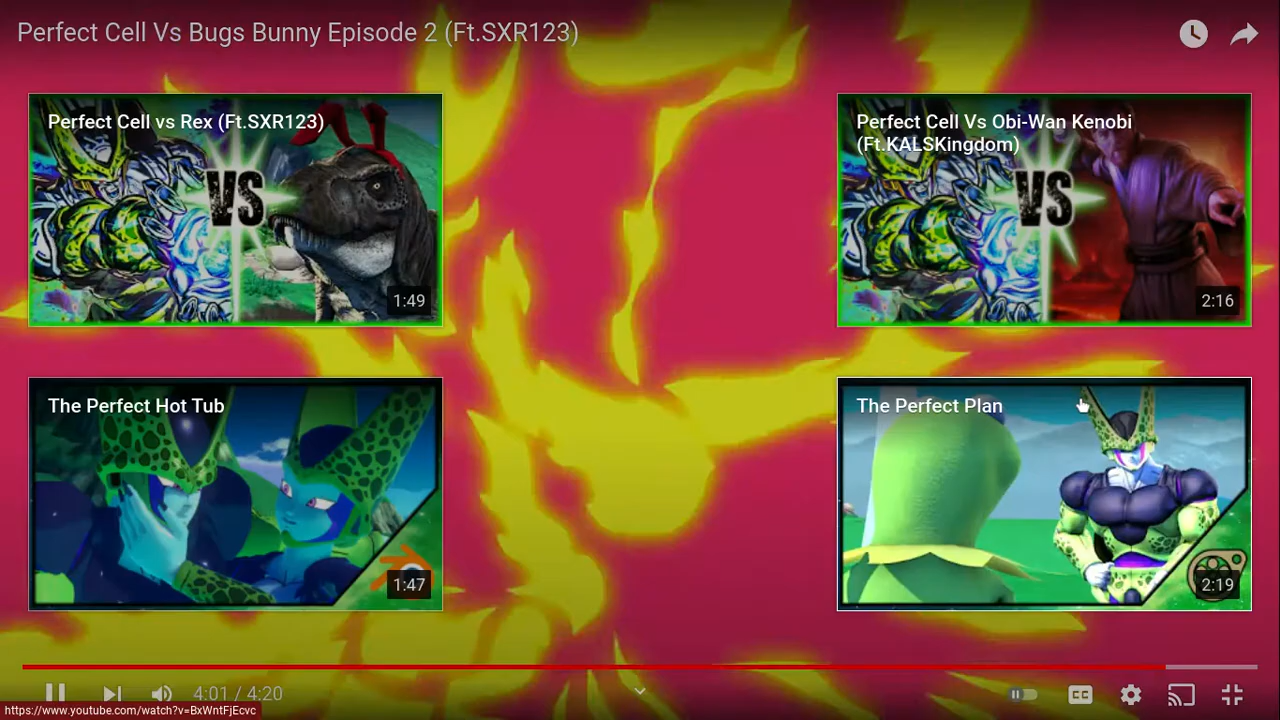 Perfect Cell Vs Bugs Bunny Episode 2 (Ft.SXR123)
Perfect Cell vs Rex (Ft.SXR123)
VS
1:49
Perfect Cell Vs Obi-Wan Kenobi
(Ft.KALSKingdom)
VS
2:16
The Perfect Hot Tub
1:47
The Perfect Plan
2:19
4:01 / 4:20
CC
https://www.youtube.com/watch?v=BxWntFjEcvc